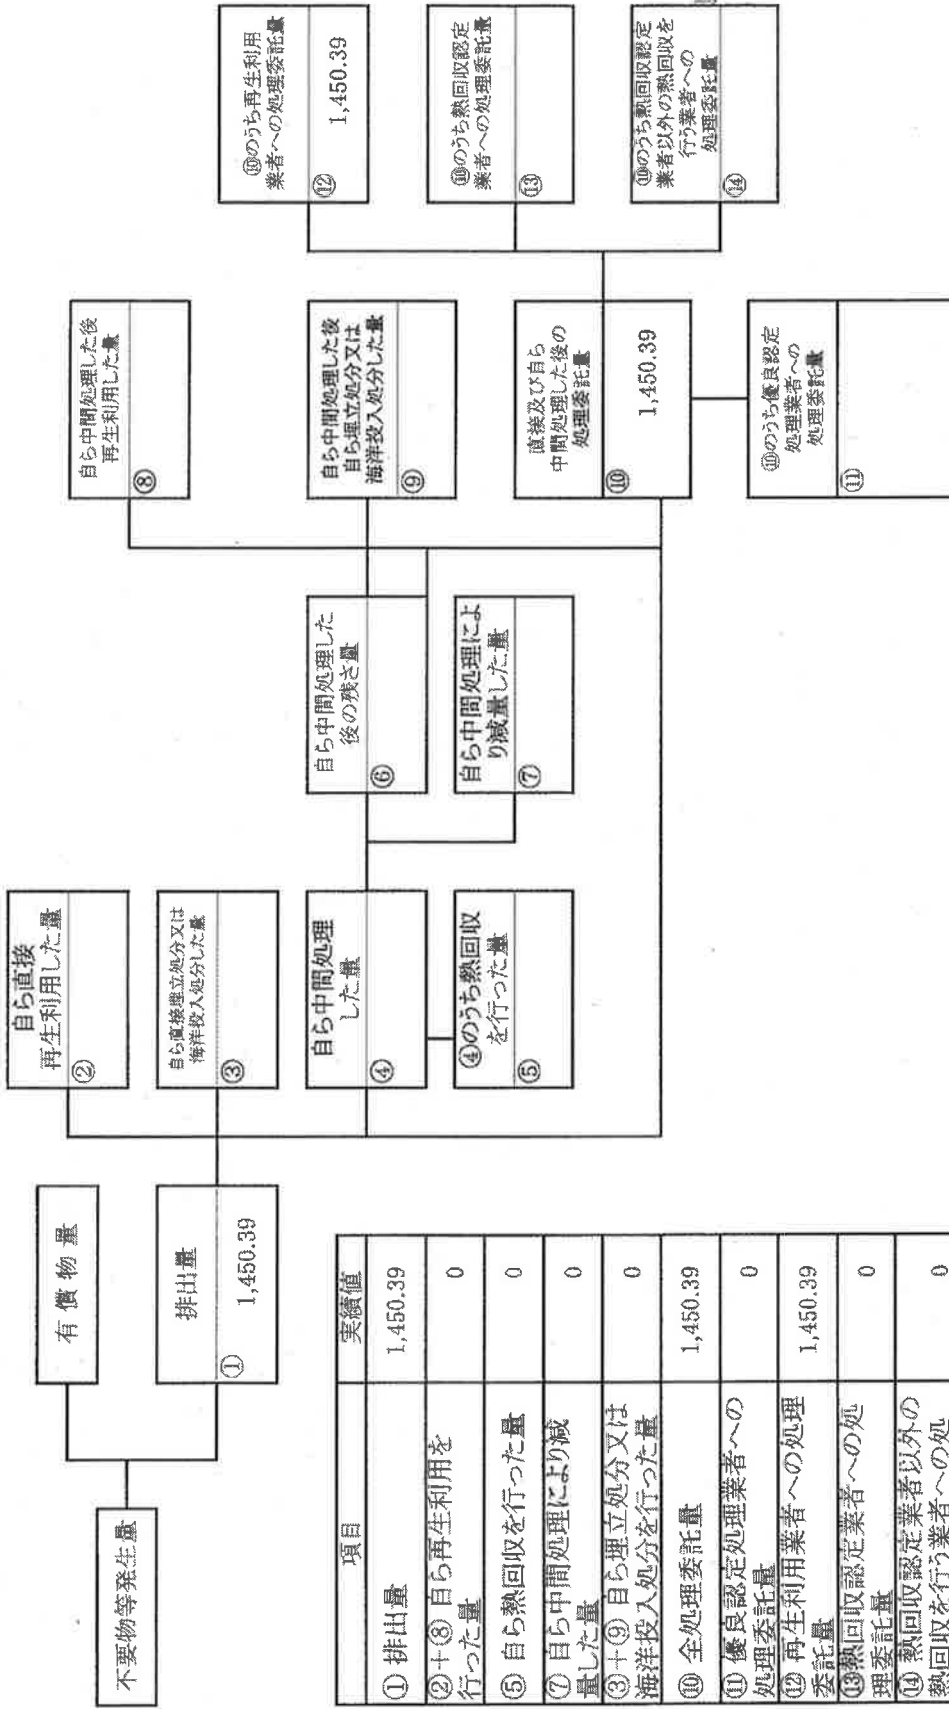 不要物等発生量
有償物量
排出量
①
1,450.39
自ら直接
再生利用した量
②
自ら直接埋立処分又は
海洋投入処分した量
③
自ら中間処理
した量
④
④のうち熱回収
を行った量
⑤
自ら中間処理した
後の残さ量
⑥
自ら中間処理によ
り減量した量
⑦
自ら中間処理した後
再生利用した量
⑧
自ら中間処理した後
自ら埋立処分又は
海洋投入処分した量
⑨
直接及び自ら
中間処理した後の
処理委託量
⑩
1,450.39
⑩のうち優良認定
処理業者への
処理委託量
⑪
⑩のうち再生利用
業者への処理委託量
⑫
1,450.39
⑩のうち熱回収認定
業者への処理委託量
⑬
⑩のうち熱回収認定
業者以外の熱回収を
行う業者への
処理委託量
⑭
項目 実績値
① 排出量 1,450.39
②+⑧ 自ら再生利用を
行った量 0
⑤ 自ら熱回収を行った量 0
⑦ 自ら中間処理により減
量した量 0
③+⑨ 自ら埋立処分又は
海洋投入処分を行った量 0
⑩ 全処理委託量 1,450.39
⑪ 優良認定処理業者への
処理委託量 0
⑫ 再生利用業者への処理
委託量 1,450.39
⑬熱回収認定業者への処
理委託量 0
⑭ 熱回収認定業者以外の
熱回収を行う業者への処 0